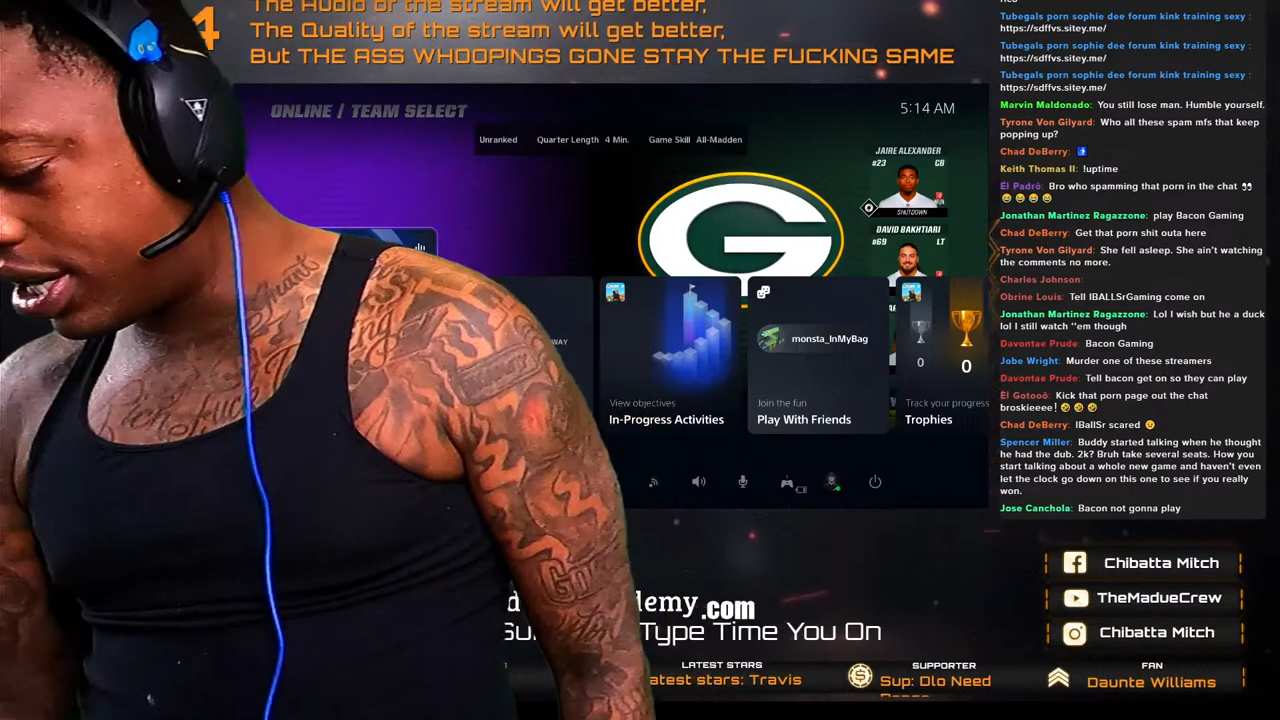 4
The Audio of the stream will get better,
The Quality of the stream will get better,
But THE ASS WHOOPINGS GONE STAY THE FUCKING SAME
ONLINE / TEAM SELECT
5:14 AM
Unranked Quarter Length 4 Min. Game Skill All-Madden
JAIRE ALEXANDER
#23 CB
SHUTDOWN
DAVID BAKHTIARI
#69 LT
G
View objectives
In-Progress Activities
monsta_InMyBag
Join the fun
Play With Friends
0
0
Track your progress
Trophies
Tubegals porn sophie dee forum kink training sexy :
https://sdffvs.sitey.me/
Tubegals porn sophie dee forum kink training sexy :
https://sdffvs.sitey.me/
Tubegals porn sophie dee forum kink training sexy :
https://sdffvs.sitey.me/
Marvin Maldonado: You still lose man. Humble yourself.
Tyrone Von Gilyard: Who all these spam mfs that keep
popping up?
Chad DeBerry:
Keith Thomas II: !uptime
El Padrö: Bro who spamming that porn in the chat 👀
😂 😂 😂 😂
Jonathan Martinez Ragazzone: play Bacon Gaming
Chad DeBerry: Get that porn shit outa here
Tyrone Von Gilyard: She fell asleep. She ain't watching
the comments no more.
Charles Johnson:
Obrine Louis: Tell IBALLSrGaming come on
Jonathan Martinez Ragazzone: Lol I wish but he a duck
lol I still watch ''em though
Davontae Prude: Bacon Gaming
Jobe Wright: Murder one of these streamers
Davontae Prude: Tell bacon get on so they can play
Èl Gotooõ: Kick that porn page out the chat
broskieeee! 🤣 🤣 🤣
Chad DeBerry: IBallSr scared
Spencer Miller: Buddy started talking when he thought
he had the dub. 2k? Bruh take several seats. How you
start talking about a whole new game and haven't even
let the clock go down on this one to see if you really
won.
Jose Canchola: Bacon not gonna play
Chibatta Mitch
TheMadueCrew
Chibatta Mitch
demy.com
Type Time You On
LATEST STARS
atest stars: Travis
SUPPORTER
Sup: Dlo Need
FAN
Daunte Williams